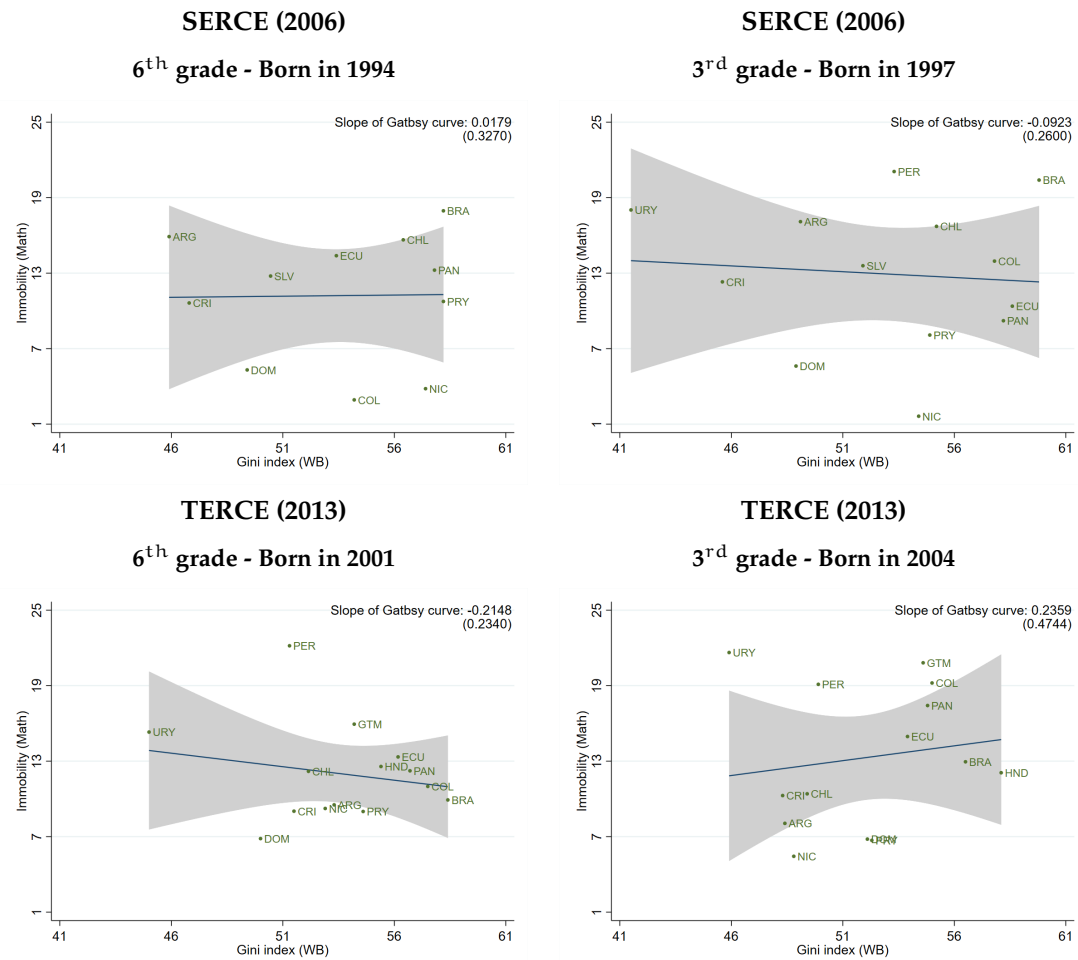 SERCE (2006)
6th grade - Born in 1994
Slope of Gatbsy curve: 0.0179
(0.3270)
Immobility (Math)
25
19
13
7
1
BRA
ARG
CHL
ECU
SLV
PAN
CRI
PRY
DOM
NIC
COL
41 46 51 56 61
Gini index (WB)
SERCE (2006)
3rd grade - Born in 1997
Slope of Gatbsy curve: -0.0923
(0.2600)
Immobility (Math)
25
19
13
7
1
PER
BRA
URY
ARG
CHL
COL
SLV
CRI
ECU
PAN
PRY
DOM
NIC
41 46 51 56 61
Gini index (WB)
TERCE (2013)
6th grade - Born in 2001
Slope of Gatbsy curve: -0.2148
(0.2340)
Immobility (Math)
25
19
13
7
1
PER
GTM
URY
ECU
HND
PAN
CHL
COL
BRA
ARG
NIC
CRI
PRY
DOM
41 46 51 56 61
Gini index (WB)
TERCE (2013)
3rd grade - Born in 2004
Slope of Gatbsy curve: 0.2359
(0.4744)
Immobility (Math)
25
19
13
7
1
URY
GTM
PER
COL
PAN
ECU
BRA
HND
CRI
CHL
ARG
DOM
PRY
NIC
41 46 51 56 61
Gini index (WB)